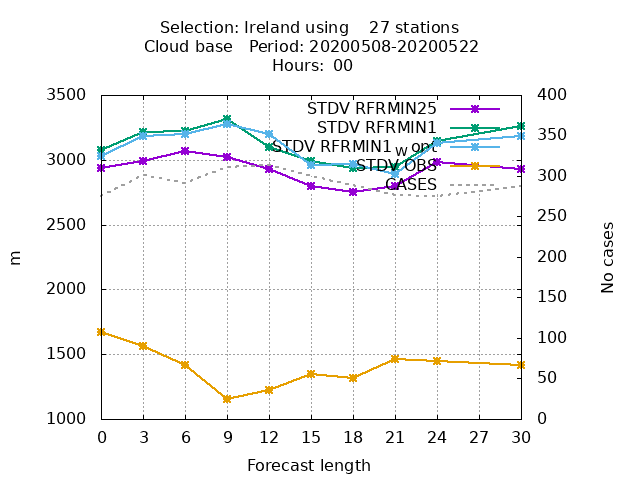 Selection: Ireland using    27 stations
Cloud base   Period: 20200508-20200522
Hours:  00
3500
3000
2500
2000
1500
1000
m
400
350
300
250
200
150
100
50
0
No cases
STDV RFRMIN25
STDV RFRMIN1
STDV RFRMIN1_wopt
STDV OBS
CASES
0 3 6 9 12 15 18 21 24 27 30
Forecast length